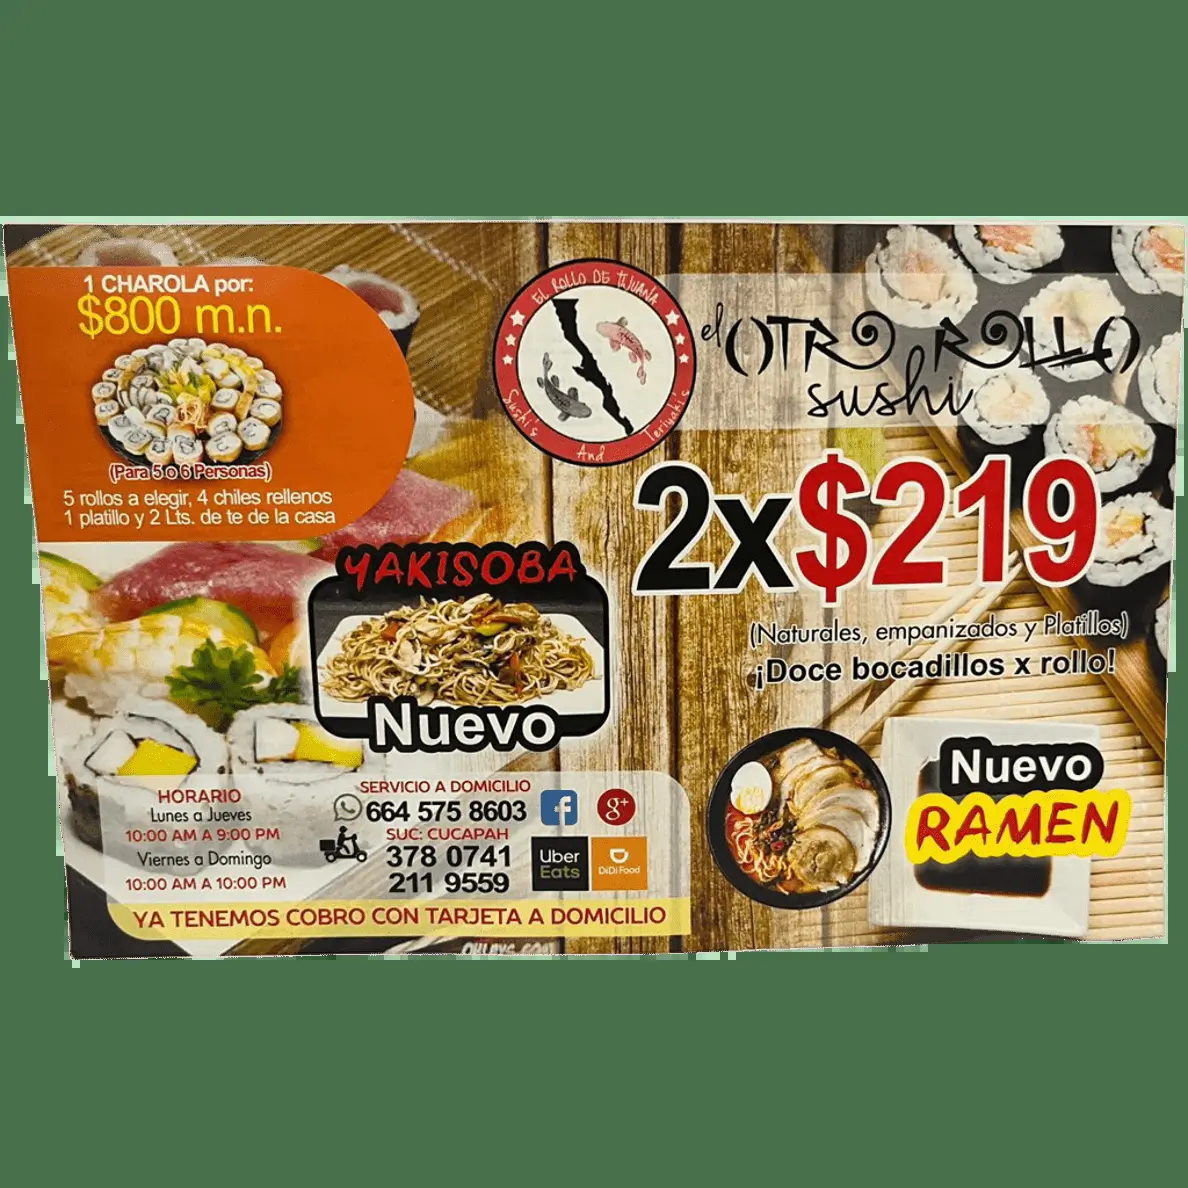 1 CHAROLA por:
$800 m.n.
(Para 5 o 6 Personas)
5 rollos a elegir, 4 chiles rellenos
1 platillo y 2 Lts. de te de la casa
EL ROLLO DE TIJUANA
Sushi's And Teriyaki's
el OTRO ROLLO
sushi
2x$219
(Naturales, empanizados y Platillos)
¡Doce bocadillos x rollo!
YAKISOBA
Nuevo
Nuevo
RAMEN
HORARIO
Lunes a Jueves
10:00 AM A 9:00 PM
Viernes a Domingo
10:00 AM A 10:00 PM
SERVICIO A DOMICILIO
664 575 8603
f
g+
SUC: CUCAPAH
378 0741
211 9559
Uber
Eats
DiDi Food
YA TENEMOS COBRO CON TARJETA A DOMICILIO